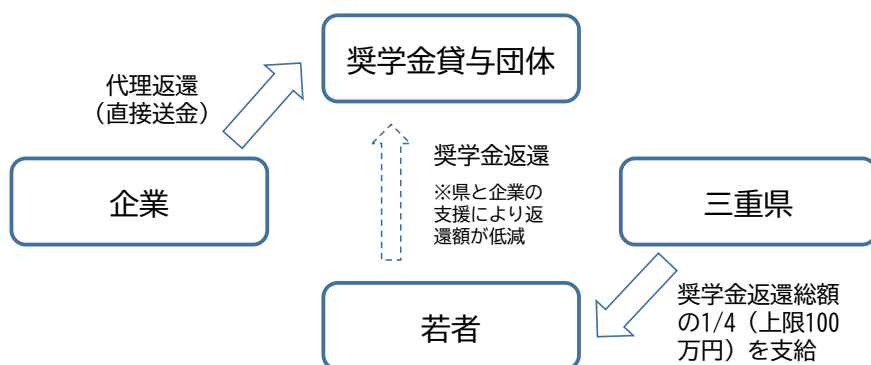 奨学金貸与団体
代理返還
（直接送金）
企業
奨学金返還
※県と企業の
支援により返
還額が低減
三重県
若者
奨学金返還総額
の1/4（上限100
万円）を支給